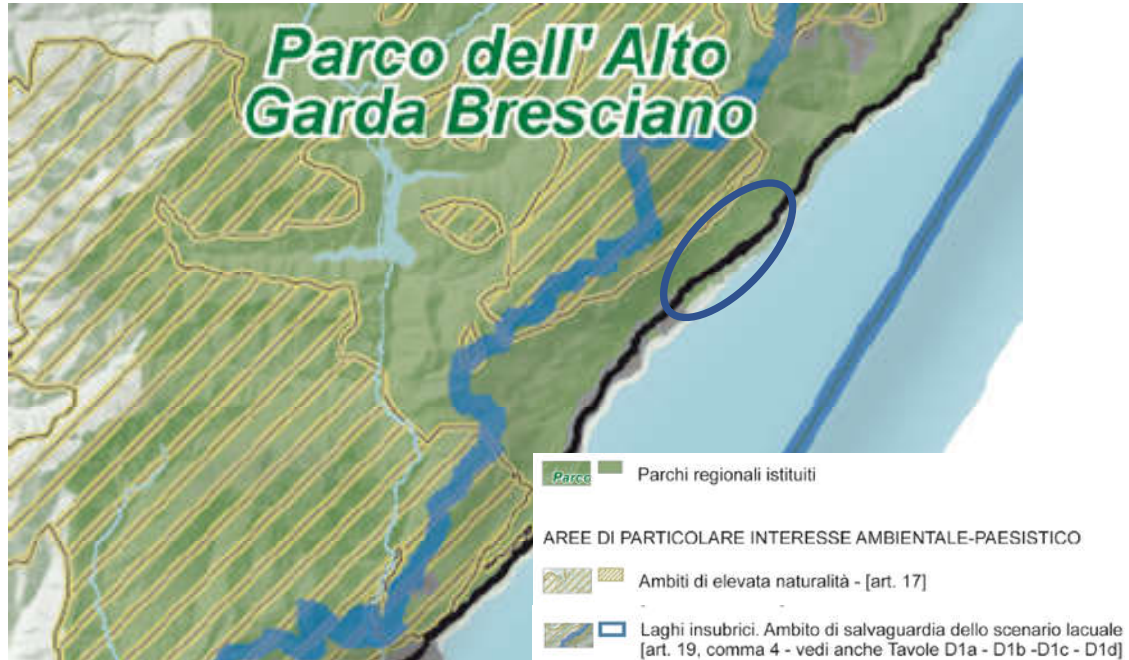 Parco dell' Alto
Garda Bresciano
Parco
Parchi regionali istituiti
AREE DI PARTICOLARE INTERESSE AMBIENTALE-PAESISTICO
Ambiti di elevata naturalità - [art. 17]
Laghi insubrici. Ambito di salvaguardia dello scenario lacuale
[art. 19, comma 4 - vedi anche Tavole D1a - D1b -D1c - D1d]